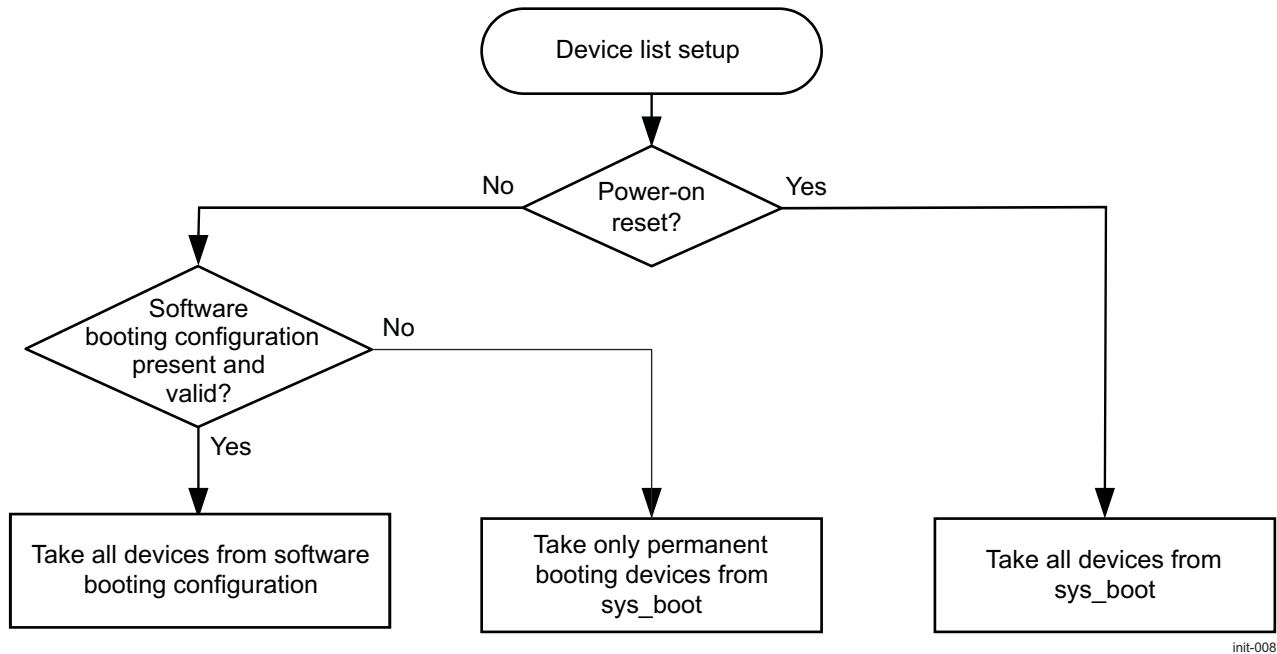 Device list setup
No
Power-on
reset?
Yes
Software
booting configuration
present and
valid?
No
Yes
Take all devices from software
booting configuration
Take only permanent
booting devices from
sys_boot
Take all devices from
sys_boot
init-008